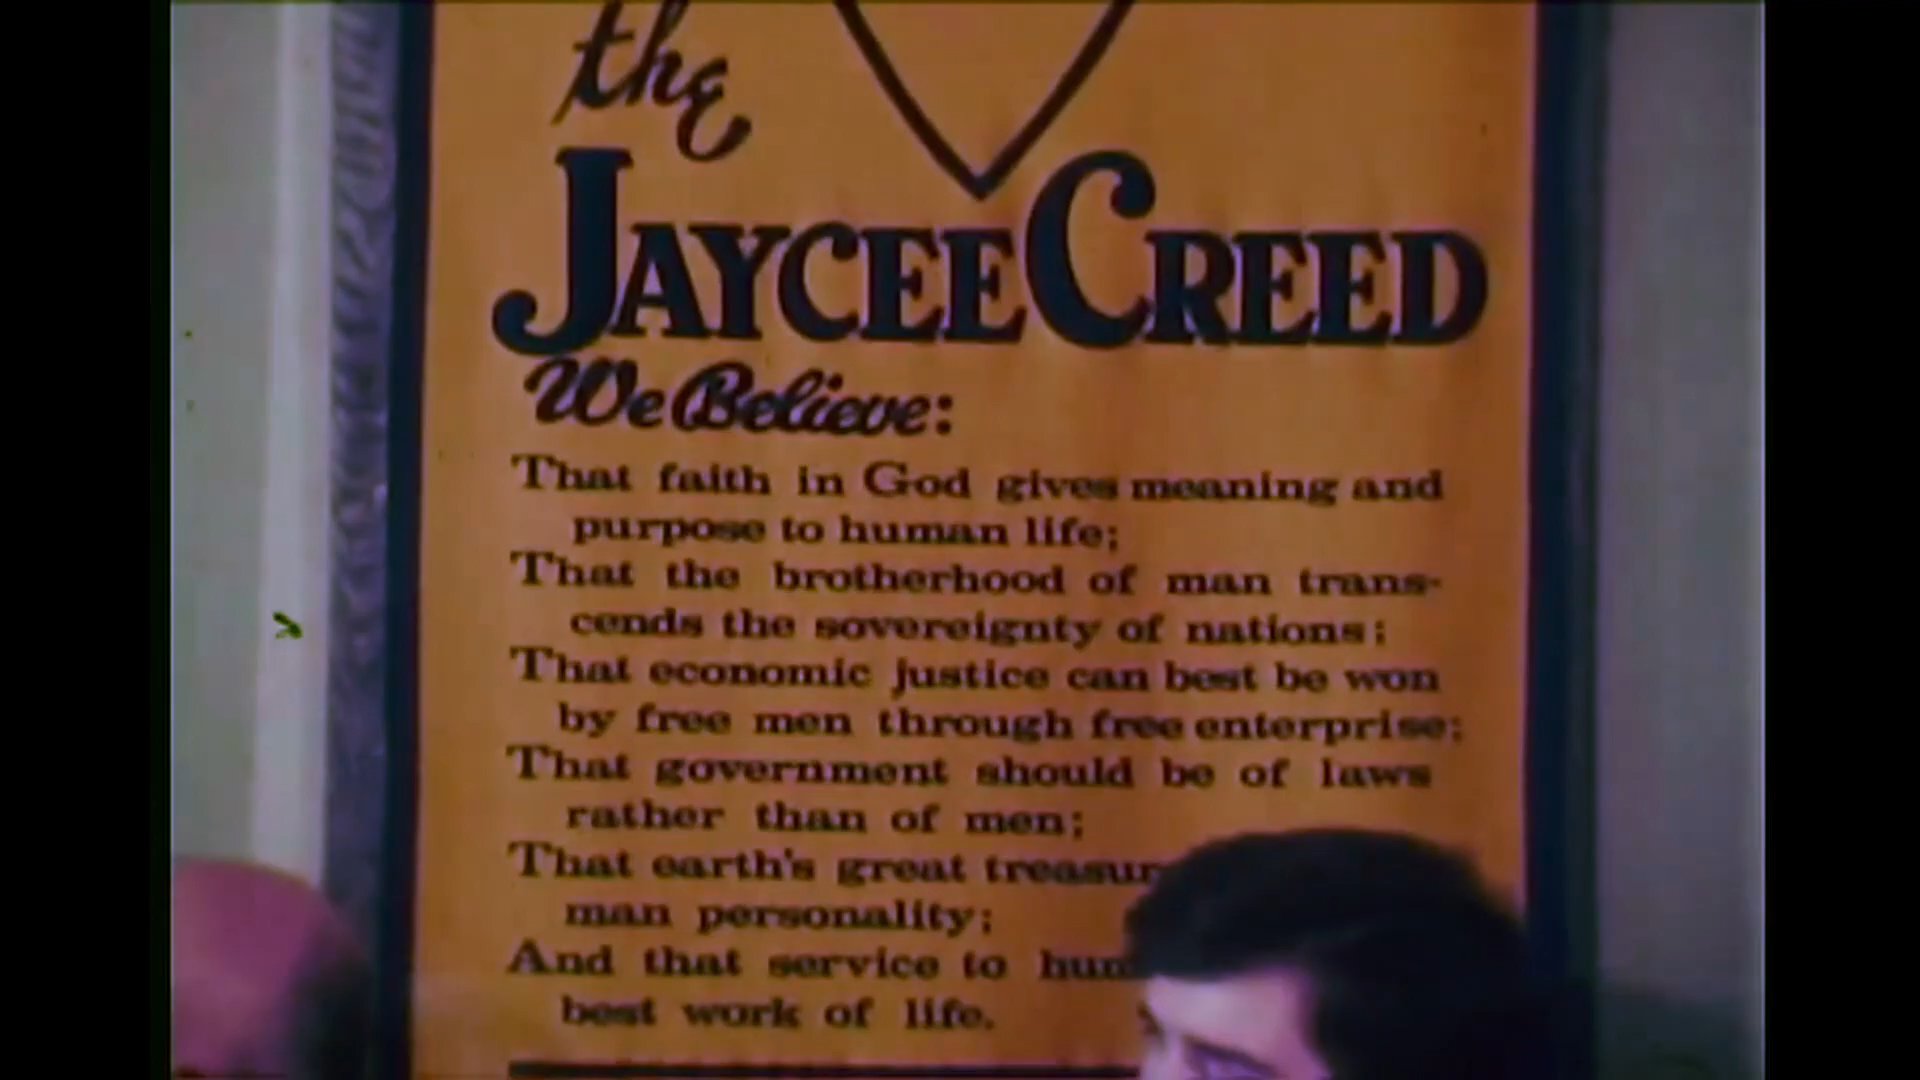 the
JAYCEE CREED
We Believe:
That faith in God gives meaning and
purpose to human life;
That the brotherhood of man trans-
cends the sovereignty of nations;
That economic justice can best be won
by free men through free enterprise;
That government should be of laws
rather than of men;
That earth's great treasur
man personality;
And that service to hum
best work of life.